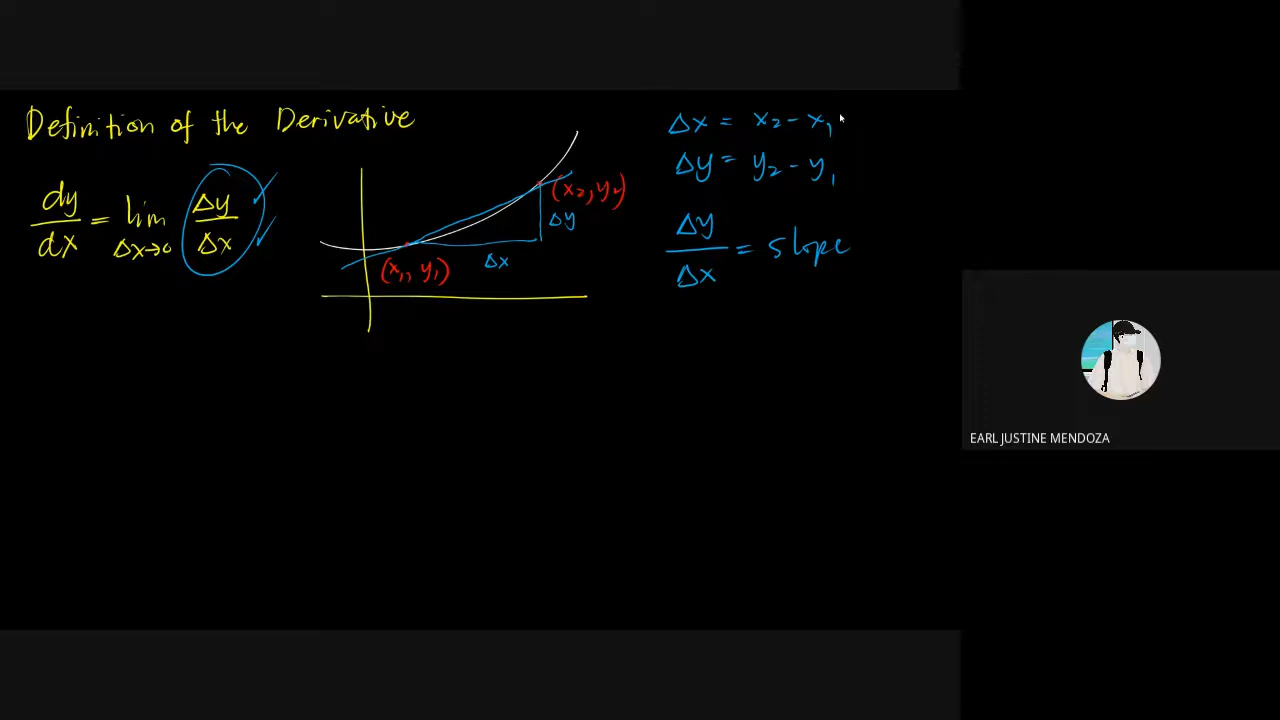 Definition of the Derivative
dy/dx = lim Δx→0 Δy/Δx
(x₂, y₂)
Δy
Δx
(x₁, y₁)
Δx = x₂ - x₁
Δy = y₂ - y₁
Δy/Δx = slope
EARL JUSTINE MENDOZA